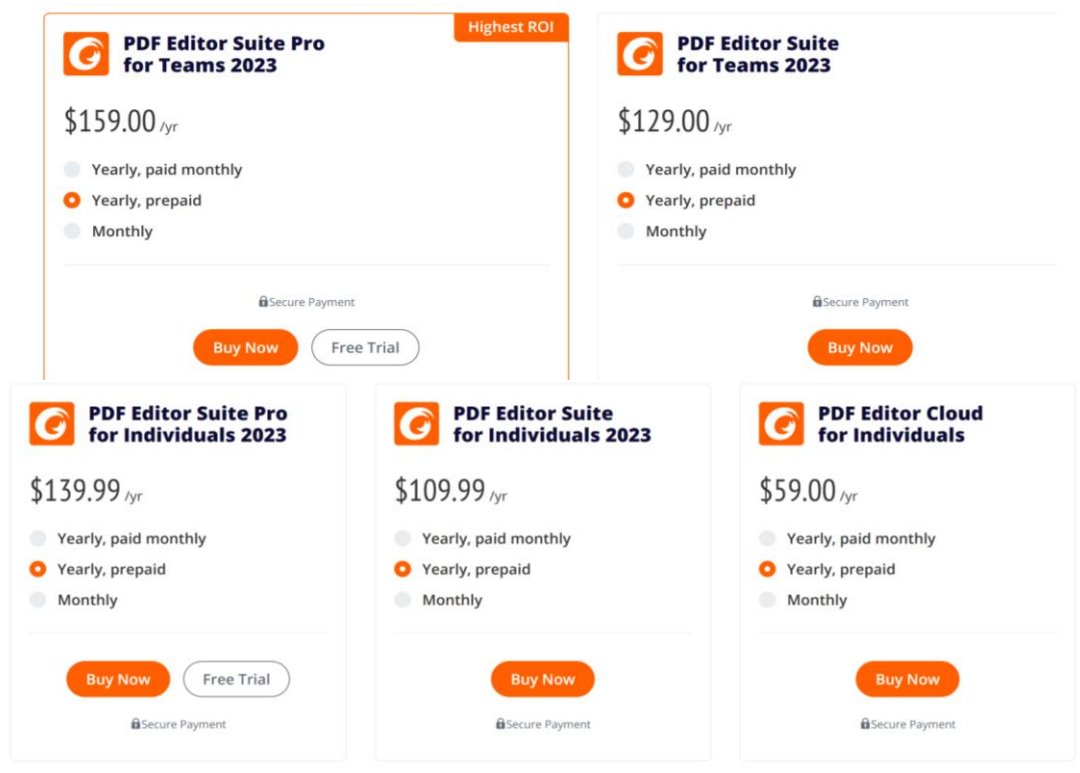 Highest ROI
PDF Editor Suite Pro
for Teams 2023
$159.00 /yr
Yearly, paid monthly
Yearly, prepaid
Monthly
Secure Payment
Buy Now
Free Trial
PDF Editor Suite
for Teams 2023
$129.00 /yr
Yearly, paid monthly
Yearly, prepaid
Monthly
Secure Payment
Buy Now
PDF Editor Suite Pro
for Individuals 2023
$139.99 /yr
Yearly, paid monthly
Yearly, prepaid
Monthly
Buy Now
Free Trial
Secure Payment
PDF Editor Suite
for Individuals 2023
$109.99 /yr
Yearly, paid monthly
Yearly, prepaid
Monthly
Buy Now
Secure Payment
PDF Editor Cloud
for Individuals
$59.00 /yr
Yearly, paid monthly
Yearly, prepaid
Monthly
Buy Now
Secure Payment